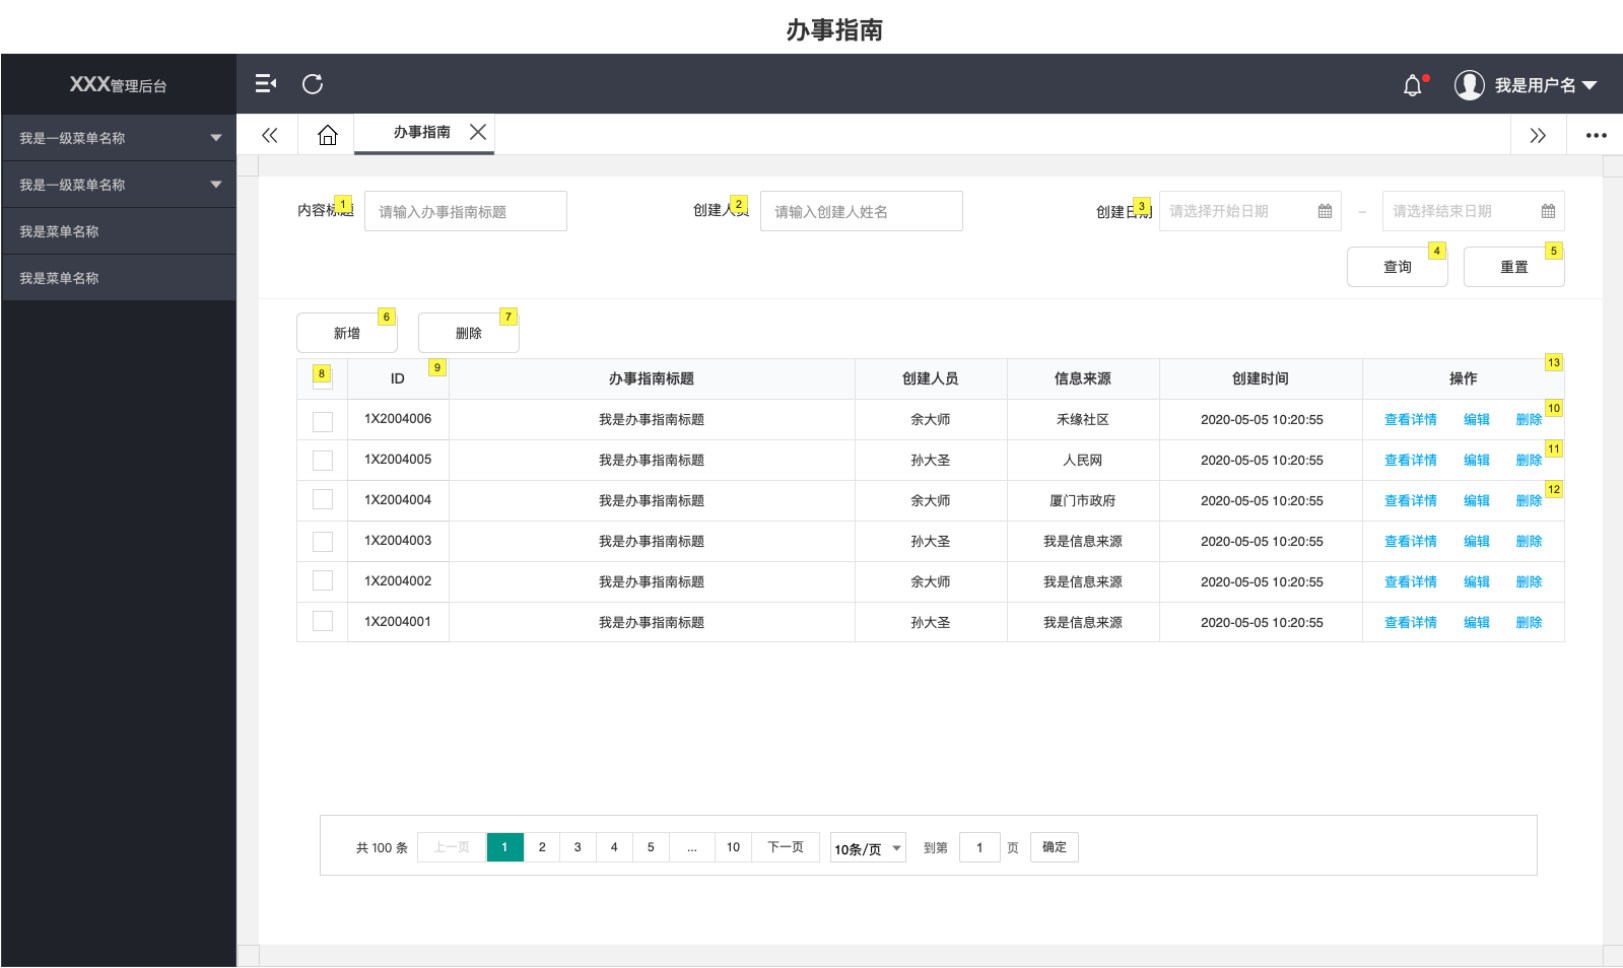 办事指南
XXX管理后台
我是用户名
我是一级菜单名称
我是一级菜单名称
我是菜单名称
我是菜单名称
办事指南
内容标题 1 请输入办事指南标题 创建人员 2 请输入创建人姓名 创建日期 3 请选择开始日期 – 请选择结束日期
查询 4 重置 5
新增 6 删除 7
8 ID 9 办事指南标题 创建人员 信息来源 创建时间 操作 13
1X2004006 我是办事指南标题 余大师 禾缘社区 2020-05-05 10:20:55 查看详情 编辑 删除 10
1X2004005 我是办事指南标题 孙大圣 人民网 2020-05-05 10:20:55 查看详情 编辑 删除 11
1X2004004 我是办事指南标题 余大师 厦门市政府 2020-05-05 10:20:55 查看详情 编辑 删除 12
1X2004003 我是办事指南标题 孙大圣 我是信息来源 2020-05-05 10:20:55 查看详情 编辑 删除
1X2004002 我是办事指南标题 余大师 我是信息来源 2020-05-05 10:20:55 查看详情 编辑 删除
1X2004001 我是办事指南标题 孙大圣 我是信息来源 2020-05-05 10:20:55 查看详情 编辑 删除
共 100 条 上一页 1 2 3 4 5 ... 10 下一页 10条/页 到第 1 页 确定